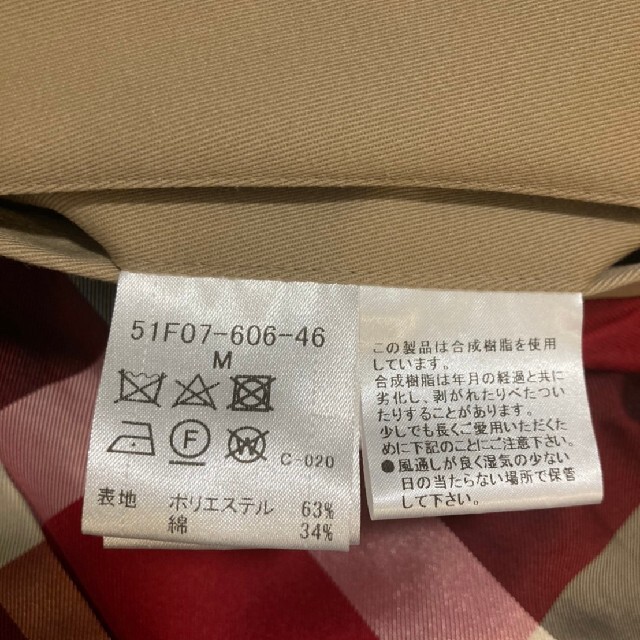 51F07-606-46
M
F
W
C-020
表地 ポリエステル 63%
綿 34%
この製品は合成樹脂を使用
しています。
合成樹脂は年月の経過と共に
劣化し、剥がれたりべたつい
たりすることがあります。
少しでも長くご愛用いただくた
めに下記のことにご注意下さい。
●風通しが良く湿気の少ない
日の当たらない場所で保管
して下さい。